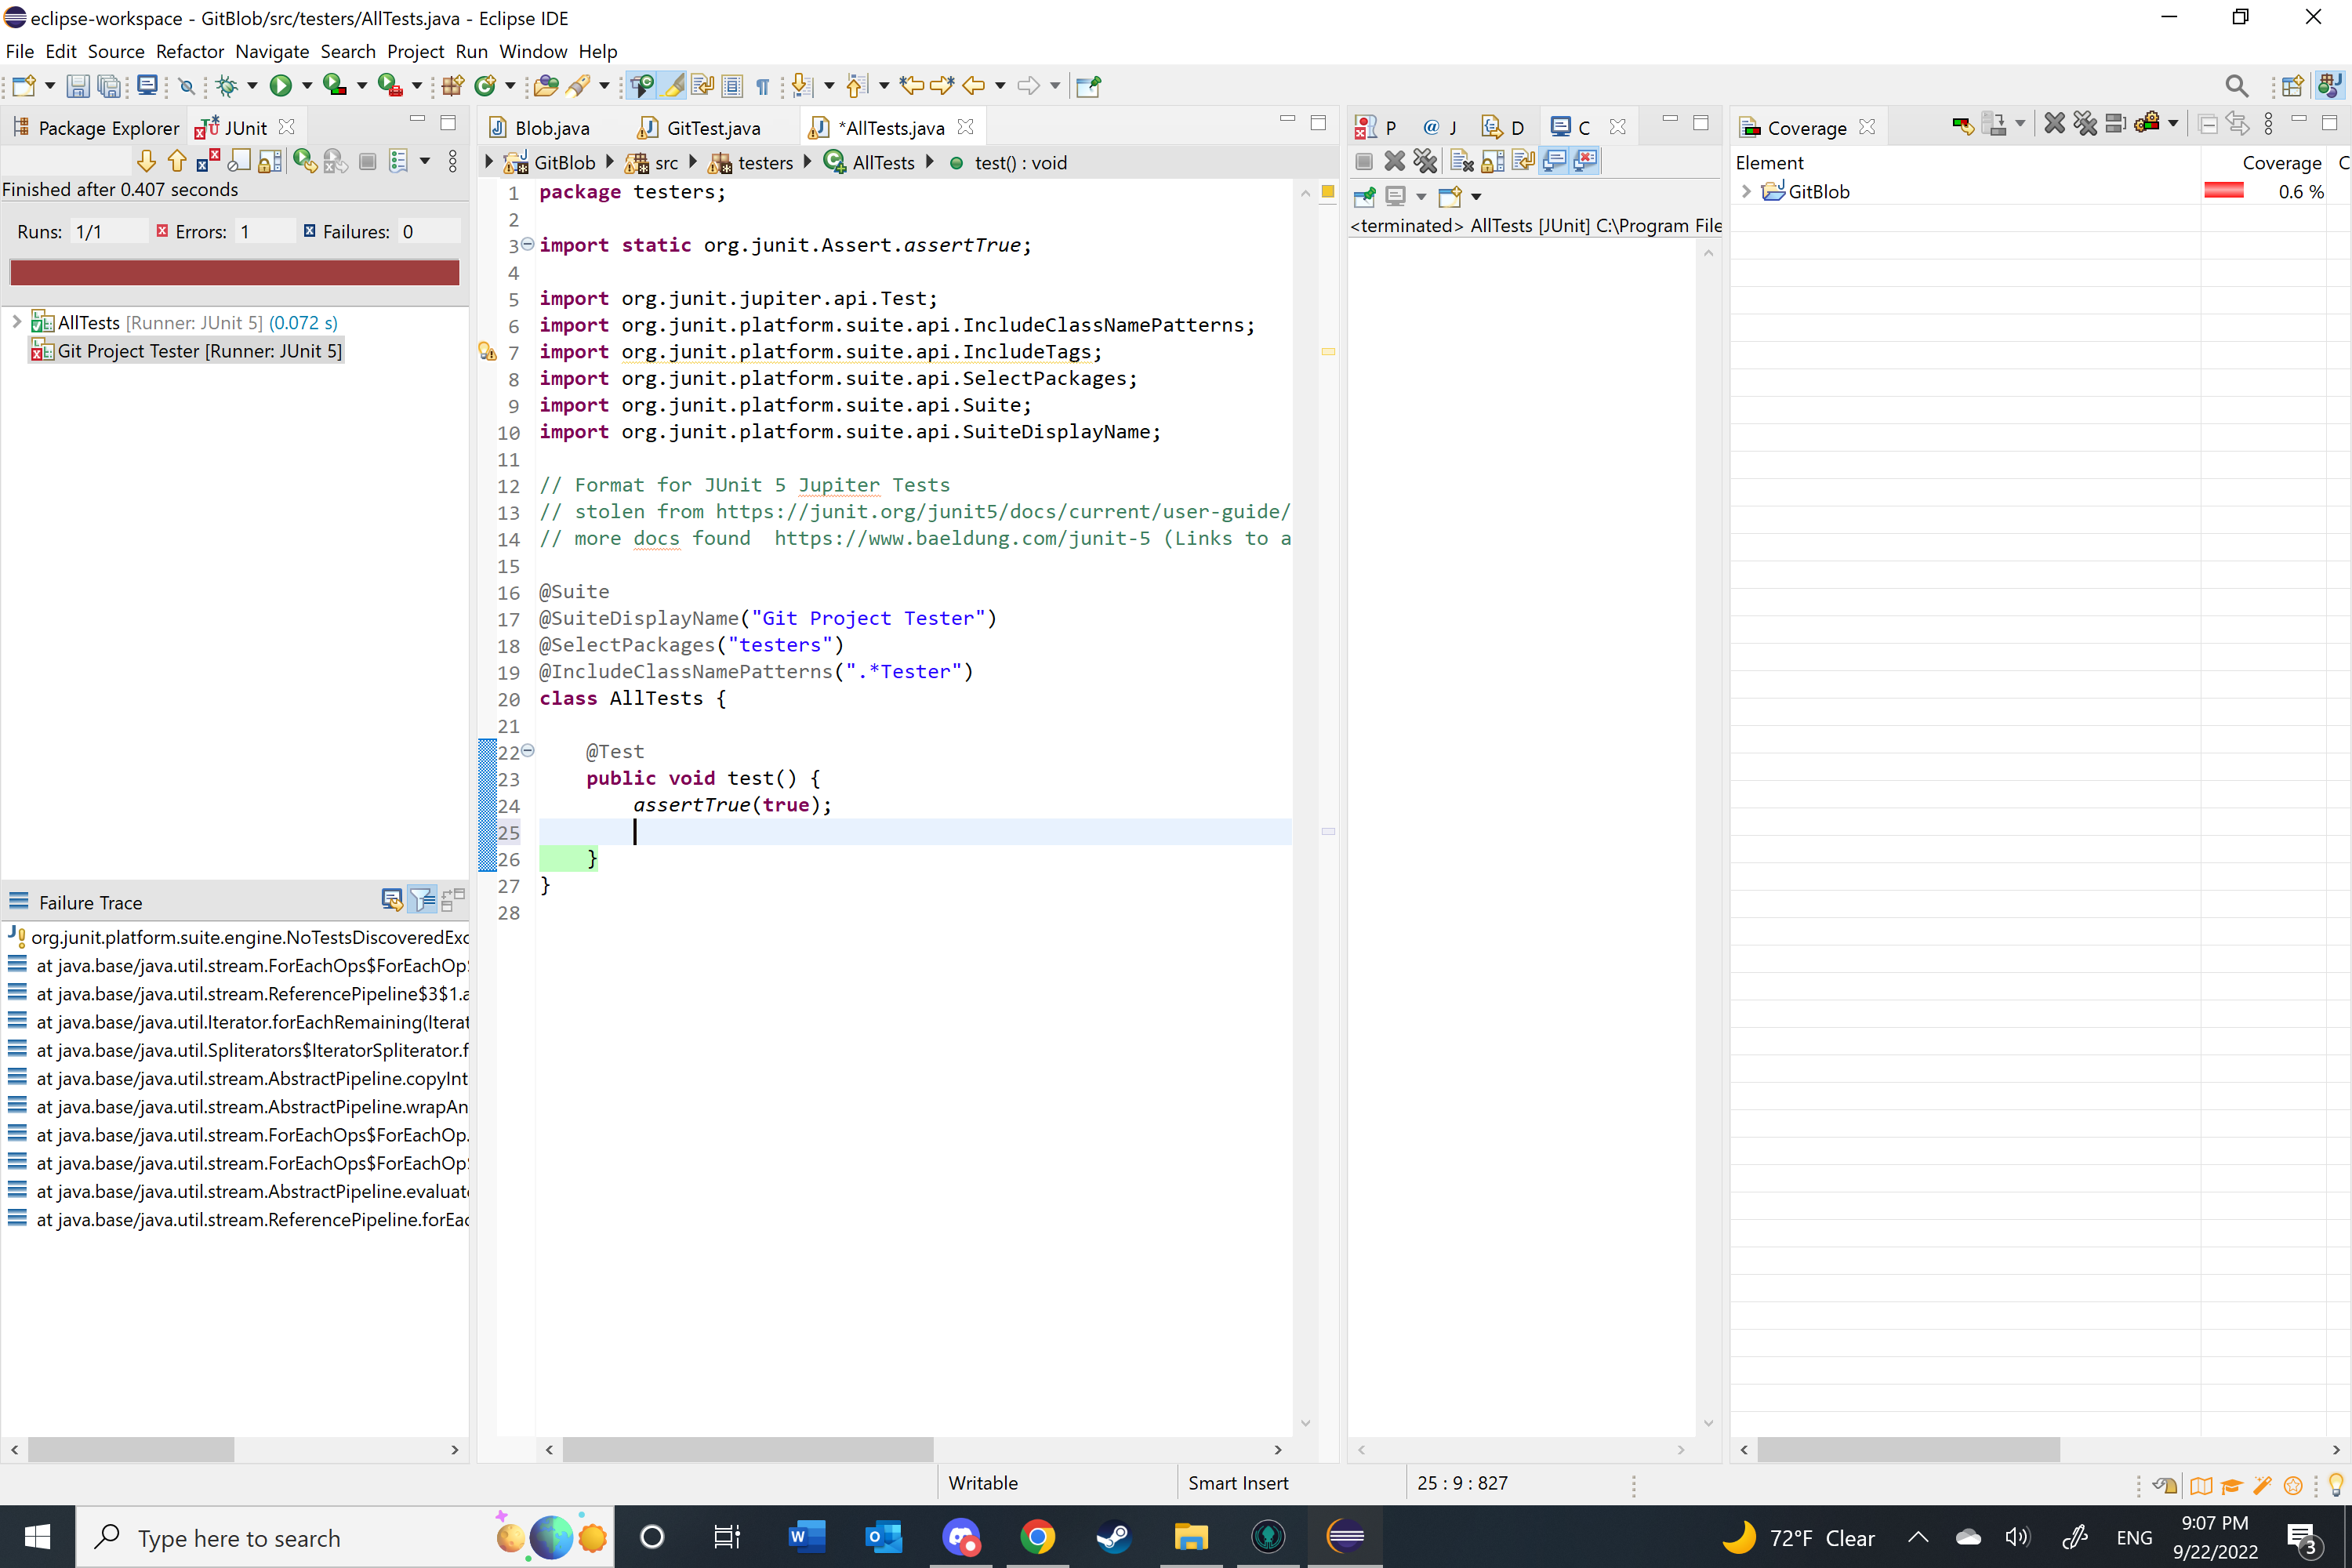 eclipse-workspace - GitBlob/src/testers/AllTests.java - Eclipse IDE
File Edit Source Refactor Navigate Search Project Run Window Help
Package Explorer JUnit
Finished after 0.407 seconds
Runs: 1/1 Errors: 1 Failures: 0
AllTests [Runner: JUnit 5] (0.072 s)
Git Project Tester [Runner: JUnit 5]
Failure Trace
org.junit.platform.suite.engine.NoTestsDiscoveredExc
at java.base/java.util.stream.ForEachOps$ForEachOp$
at java.base/java.util.stream.ReferencePipeline$3$1.a
at java.base/java.util.Iterator.forEachRemaining(Iterat
at java.base/java.util.Spliterators$IteratorSpliterator.f
at java.base/java.util.stream.AbstractPipeline.copyInt
at java.base/java.util.stream.AbstractPipeline.wrapAn
at java.base/java.util.stream.ForEachOps$ForEachOp.
at java.base/java.util.stream.ForEachOps$ForEachOp$
at java.base/java.util.stream.AbstractPipeline.evaluate
at java.base/java.util.stream.ReferencePipeline.forEac
Blob.java GitTest.java *AllTests.java
GitBlob src testers AllTests test() : void
1 package testers;
2
3 import static org.junit.Assert.assertTrue;
4
5 import org.junit.jupiter.api.Test;
6 import org.junit.platform.suite.api.IncludeClassNamePatterns;
7 import org.junit.platform.suite.api.IncludeTags;
8 import org.junit.platform.suite.api.SelectPackages;
9 import org.junit.platform.suite.api.Suite;
10 import org.junit.platform.suite.api.SuiteDisplayName;
11
12 // Format for JUnit 5 Jupiter Tests
13 // stolen from https://junit.org/junit5/docs/current/user-guide/
14 // more docs found  https://www.baeldung.com/junit-5 (Links to a
15
16 @Suite
17 @SuiteDisplayName("Git Project Tester")
18 @SelectPackages("testers")
19 @IncludeClassNamePatterns(".*Tester")
20 class AllTests {
21
22 @Test
23 public void test() {
24 assertTrue(true);
25
26 }
27 }
28
P @ J D C
<terminated> AllTests [JUnit] C:\Program File
Coverage
Element Coverage C
GitBlob 0.6 %
Writable Smart Insert 25 : 9 : 827
Type here to search
72°F Clear ENG 9:07 PM
9/22/2022 3